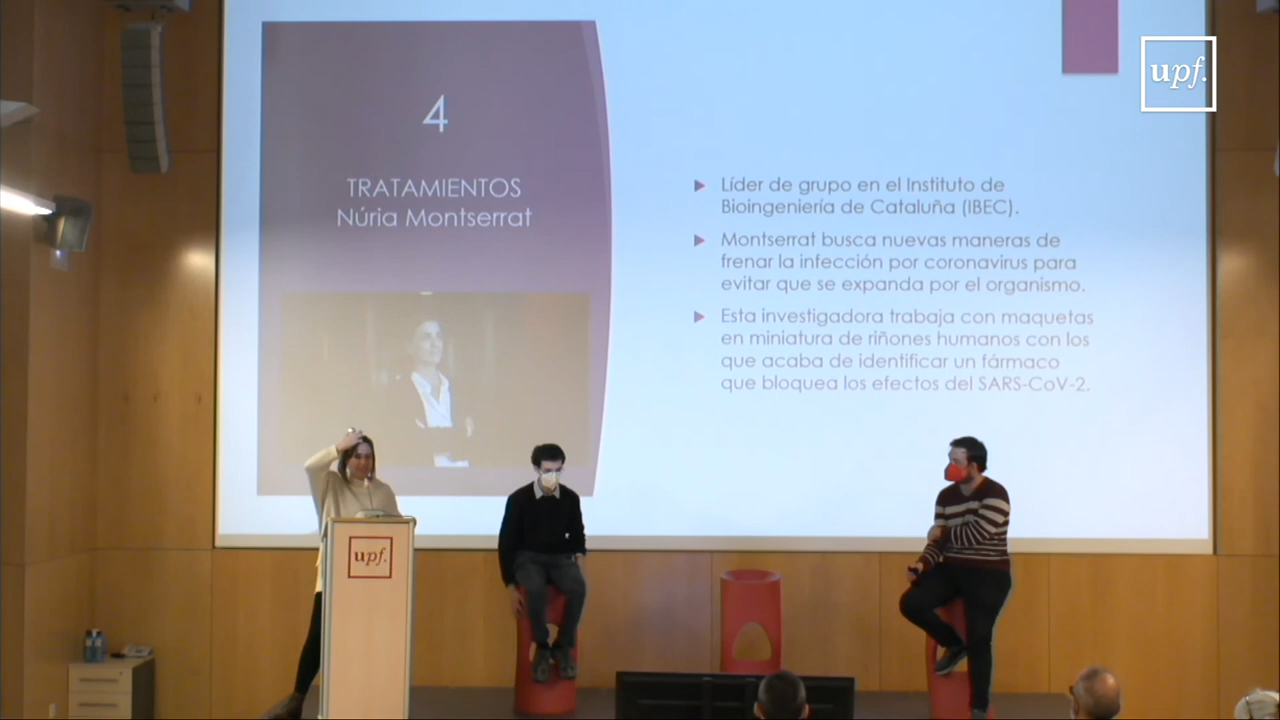 4
TRATAMIENTOS
Núria Montserrat
Líder de grupo en el Instituto de
Bioingeniería de Cataluña (IBEC).
Montserrat busca nuevas maneras de
frenar la infección por coronavirus para
evitar que se expanda por el organismo.
Esta investigadora trabaja con maquetas
en miniatura de riñones humanos con los
que acaba de identificar un fármaco
que bloquea los efectos del SARS-CoV-2.
upf.
upf.